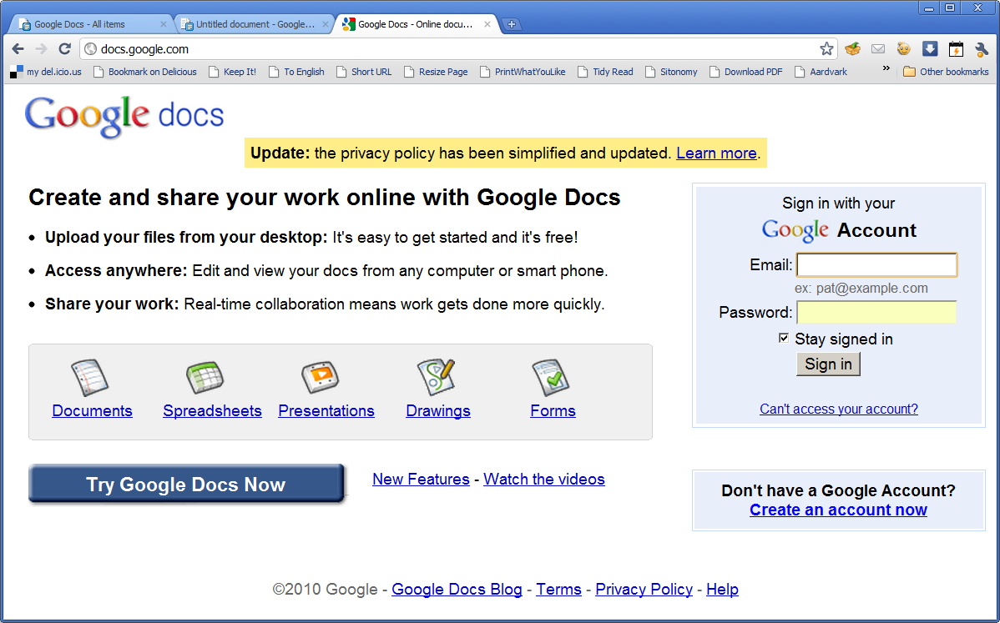 Google Docs - All items
Untitled document - Google...
Google Docs - Online docu...
docs.google.com
my del.icio.us Bookmark on Delicious Keep It! To English Short URL Resize Page PrintWhatYouLike Tidy Read Sitonomy Download PDF Aardvark » Other bookmarks
Google docs
Update: the privacy policy has been simplified and updated. Learn more.
Create and share your work online with Google Docs
• Upload your files from your desktop: It's easy to get started and it's free!
• Access anywhere: Edit and view your docs from any computer or smart phone.
• Share your work: Real-time collaboration means work gets done more quickly.
Documents Spreadsheets Presentations Drawings Forms
Try Google Docs Now
New Features - Watch the videos
Sign in with your
Google Account
Email:
ex: pat@example.com
Password:
Stay signed in
Sign in
Can't access your account?
Don't have a Google Account?
Create an account now
©2010 Google - Google Docs Blog - Terms - Privacy Policy - Help